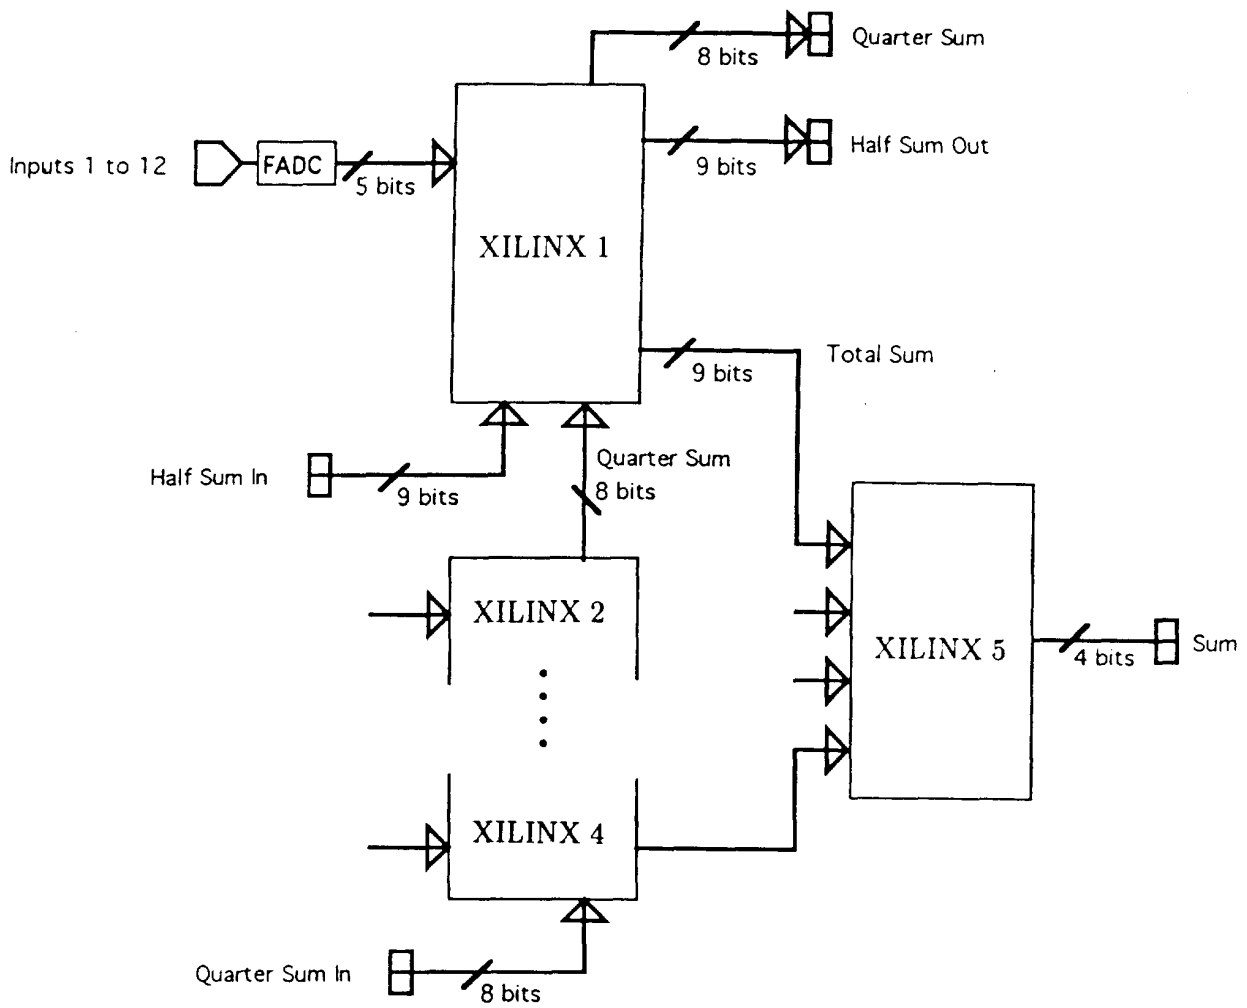 Quarter Sum
8 bits
Half Sum Out
9 bits
Inputs 1 to 12
FADC
5 bits
XILINX 1
Total Sum
9 bits
Quarter Sum
8 bits
Half Sum In
9 bits
XILINX 2
XILINX 5
4 bits
Sum
XILINX 4
Quarter Sum In
8 bits